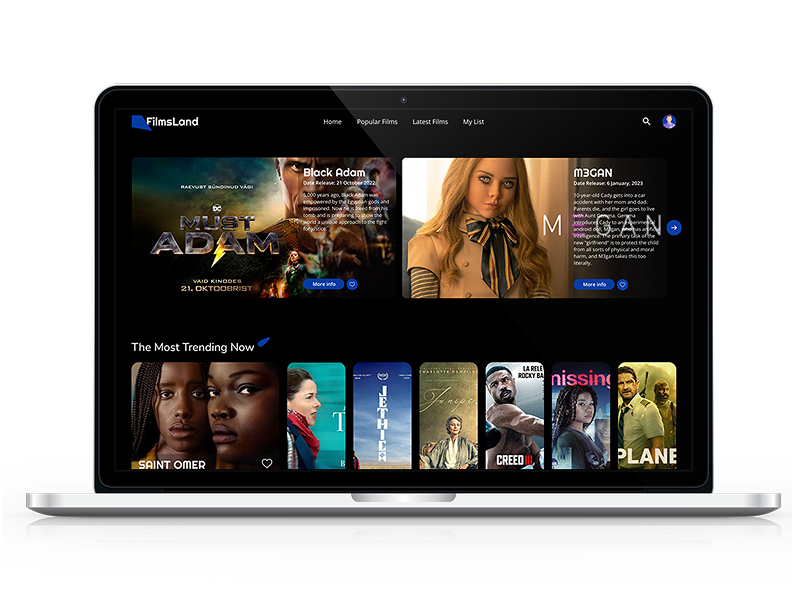 FilmsLand
Home
Popular Films
Latest Films
My List
RAEVUST SÜNDINUD VÄGI
DC
MUST
ADAM
VAID KINODES
21. OKTOOBRIST
Black Adam
Date Release: 21 October 2022
5,000 years ago, Black Adam was
empowered by the Egyptian gods and
imprisoned. Now he is freed from his
tomb and is preparing to show the
world a unique approach to the fight
for justice.
More info
M3GAN
M3GAN
Date Release: 6 January, 2023
10-year-old Cady gets into a car
accident with her mom and dad.
Parents die, and the girl goes to live
with Aunt Gemma. Gemma
introduces Cady to an experimental
android doll, M3gan, who has artificial
intelligence. The primary task of the
new "girlfriend" is to protect the child
from all sorts of physical and moral
harm, and M3gan takes this too
literally.
More info
The Most Trending Now
SAINT OMER
T
B
JETHICA
CHARLOTTE RAMPLIN
Juniper
LA RELÈ
ROCKY BA
CREED III
missing
PLANE